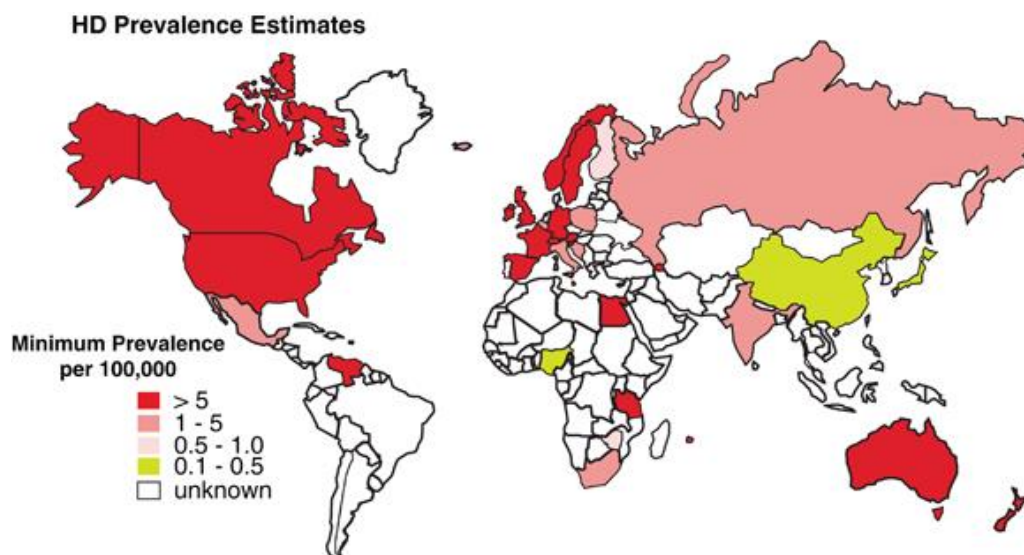 HD Prevalence Estimates
Minimum Prevalence
per 100,000
> 5
1 - 5
0.5 - 1.0
0.1 - 0.5
unknown